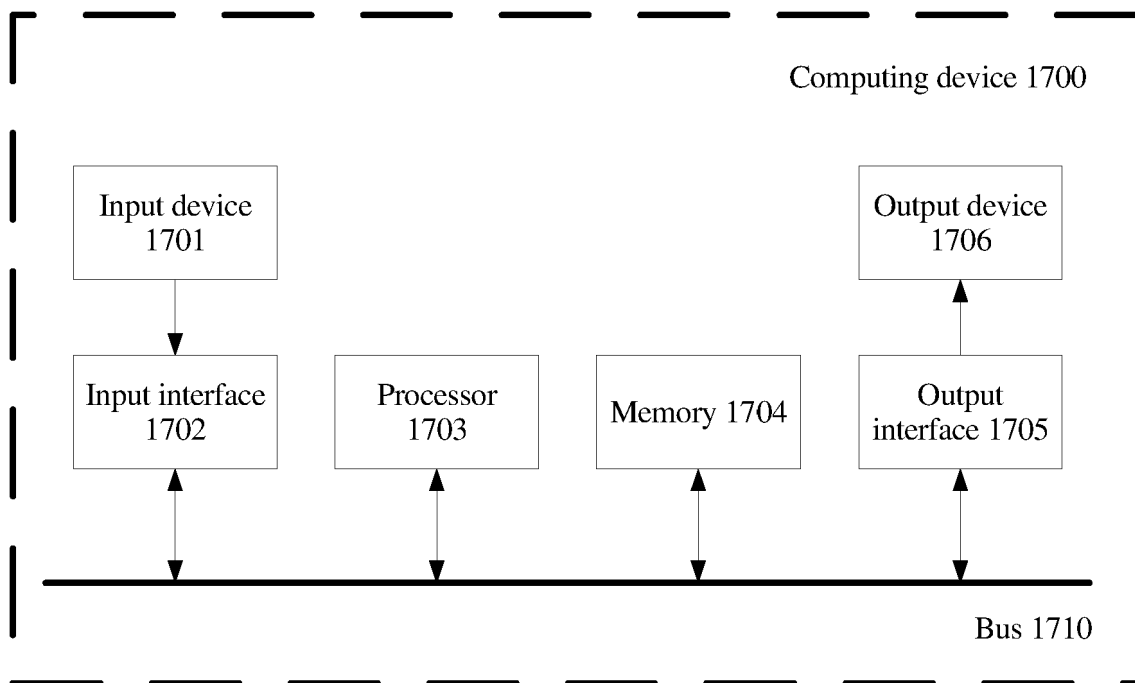 Computing device 1700
Input device
1701
Output device
1706
Input interface
1702
Processor
1703
Memory 1704
Output
interface 1705
Bus 1710